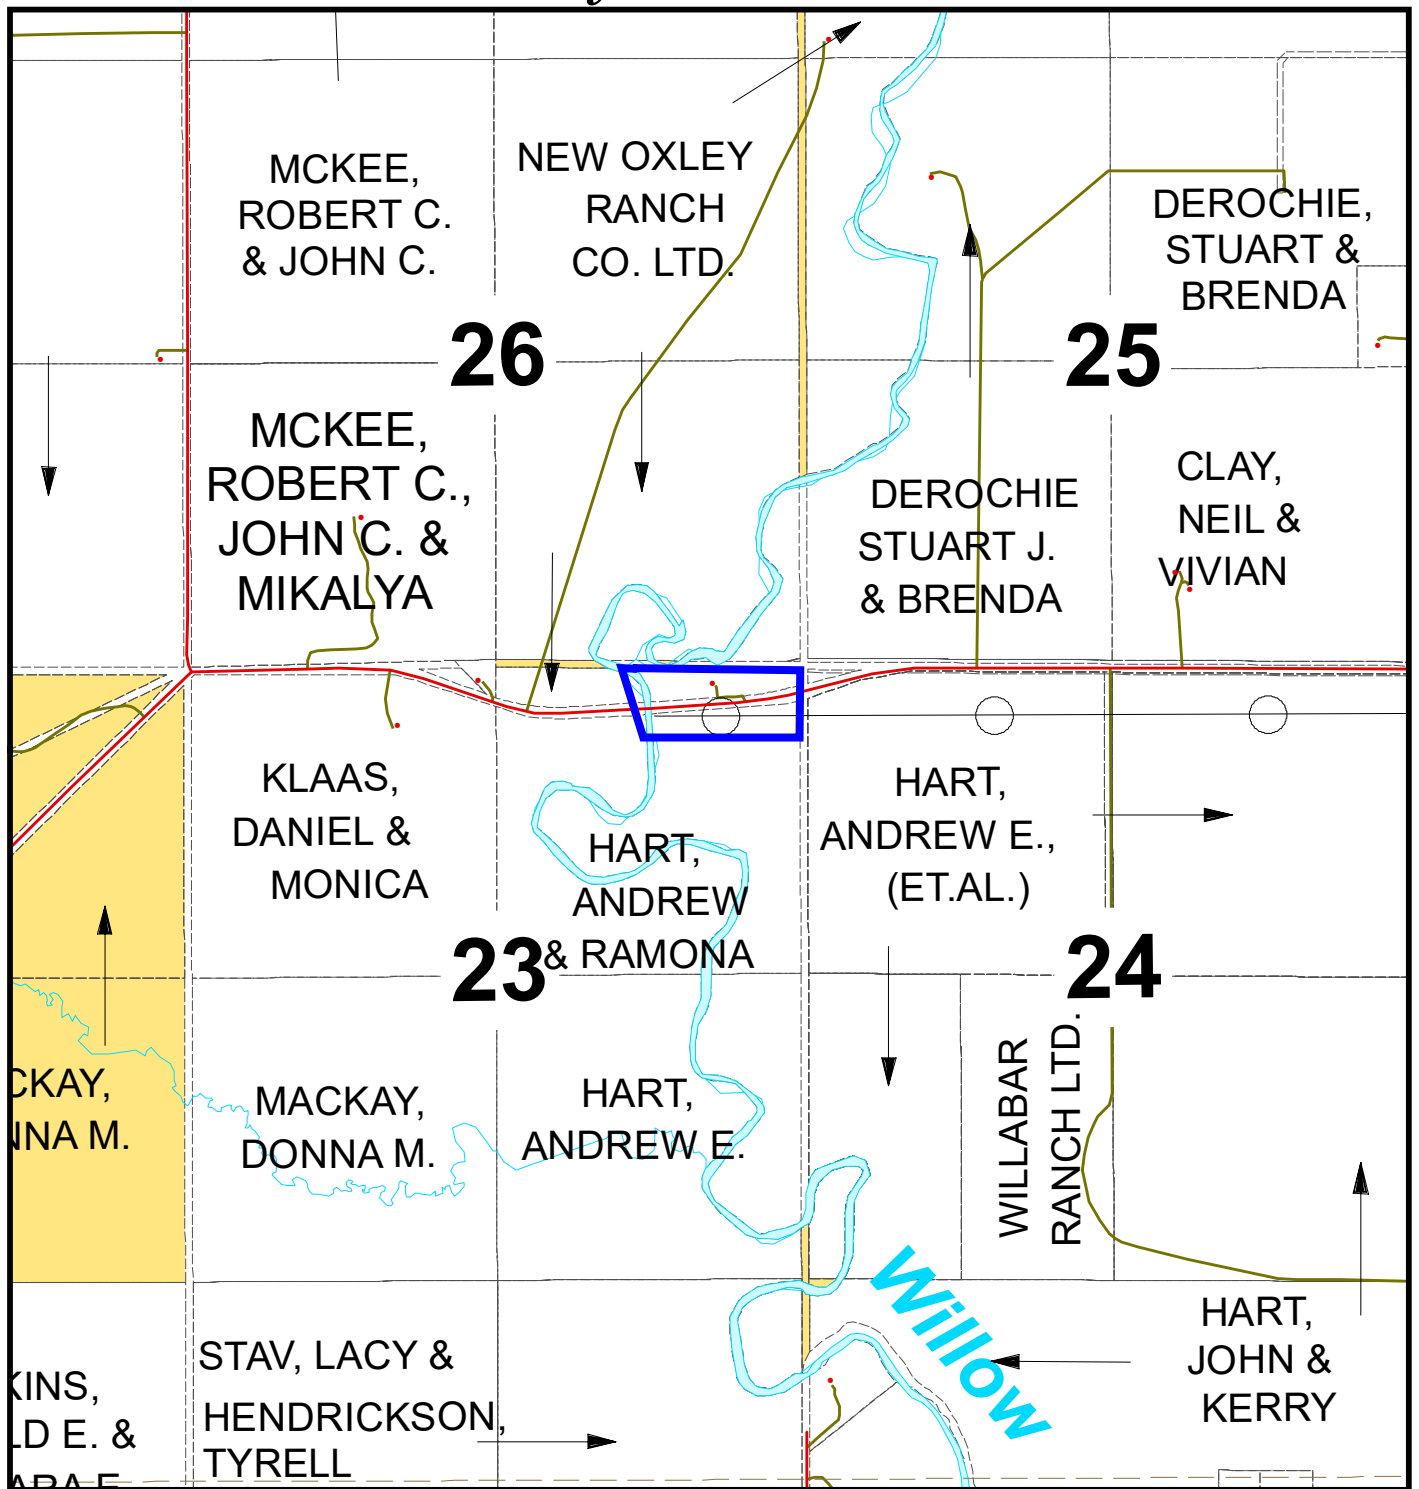 MCKEE,
ROBERT C.
& JOHN C.
NEW OXLEY
RANCH
CO. LTD.
DEROCHIE,
STUART &
BRENDA
26
25
MCKEE,
ROBERT C.,
JOHN C. &
MIKALYA
DEROCHIE
STUART J.
& BRENDA
CLAY,
NEIL &
VIVIAN
KLAAS,
DANIEL &
MONICA
HART,
ANDREW
& RAMONA
HART,
ANDREW E.,
(ET.AL.)
23
24
CKAY,
NNA M.
MACKAY,
DONNA M.
HART,
ANDREW E.
WILLABAR
RANCH LTD.
Willow
STAV, LACY &
HENDRICKSON,
TYRELL
HART,
JOHN &
KERRY
KINS,
LD E. &